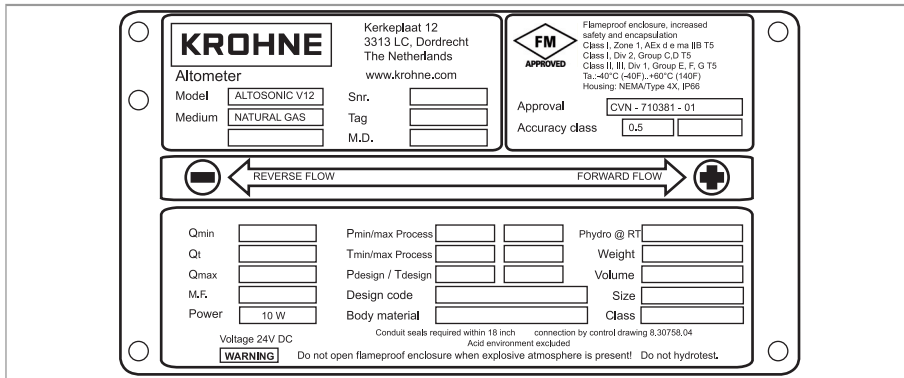 KROHNE
Altometer
Kerkeplaat 12
3313 LC, Dordrecht
The Netherlands
www.krohne.com
Model ALTOSONIC V12
Medium NATURAL GAS
Snr.
Tag
M.D.
FM
APPROVED
Flameproof enclosure, increased
safety and encapsulation
Class I, Zone 1, AEx d e ma IIB T5
Class I, Div 2, Group C,D T5
Class II, III, Div 1, Group E, F, G T5
Ta.:-40°C (-40F)..+60°C (140F)
Housing: NEMA/Type 4X, IP66
Approval CVN - 710381 - 01
Accuracy class 0.5
REVERSE FLOW FORWARD FLOW
Qmin Pmin/max Process Phydro @ RT
Qt Tmin/max Process Weight
Qmax Pdesign / Tdesign Volume
M.F. Design code Size
Power 10 W Body material Class
Voltage 24V DC Conduit seals required within 18 inch connection by control drawing 8,30758,04
Acid environment excluded
WARNING Do not open flameproof enclosure when explosive atmosphere is present! Do not hydrotest.